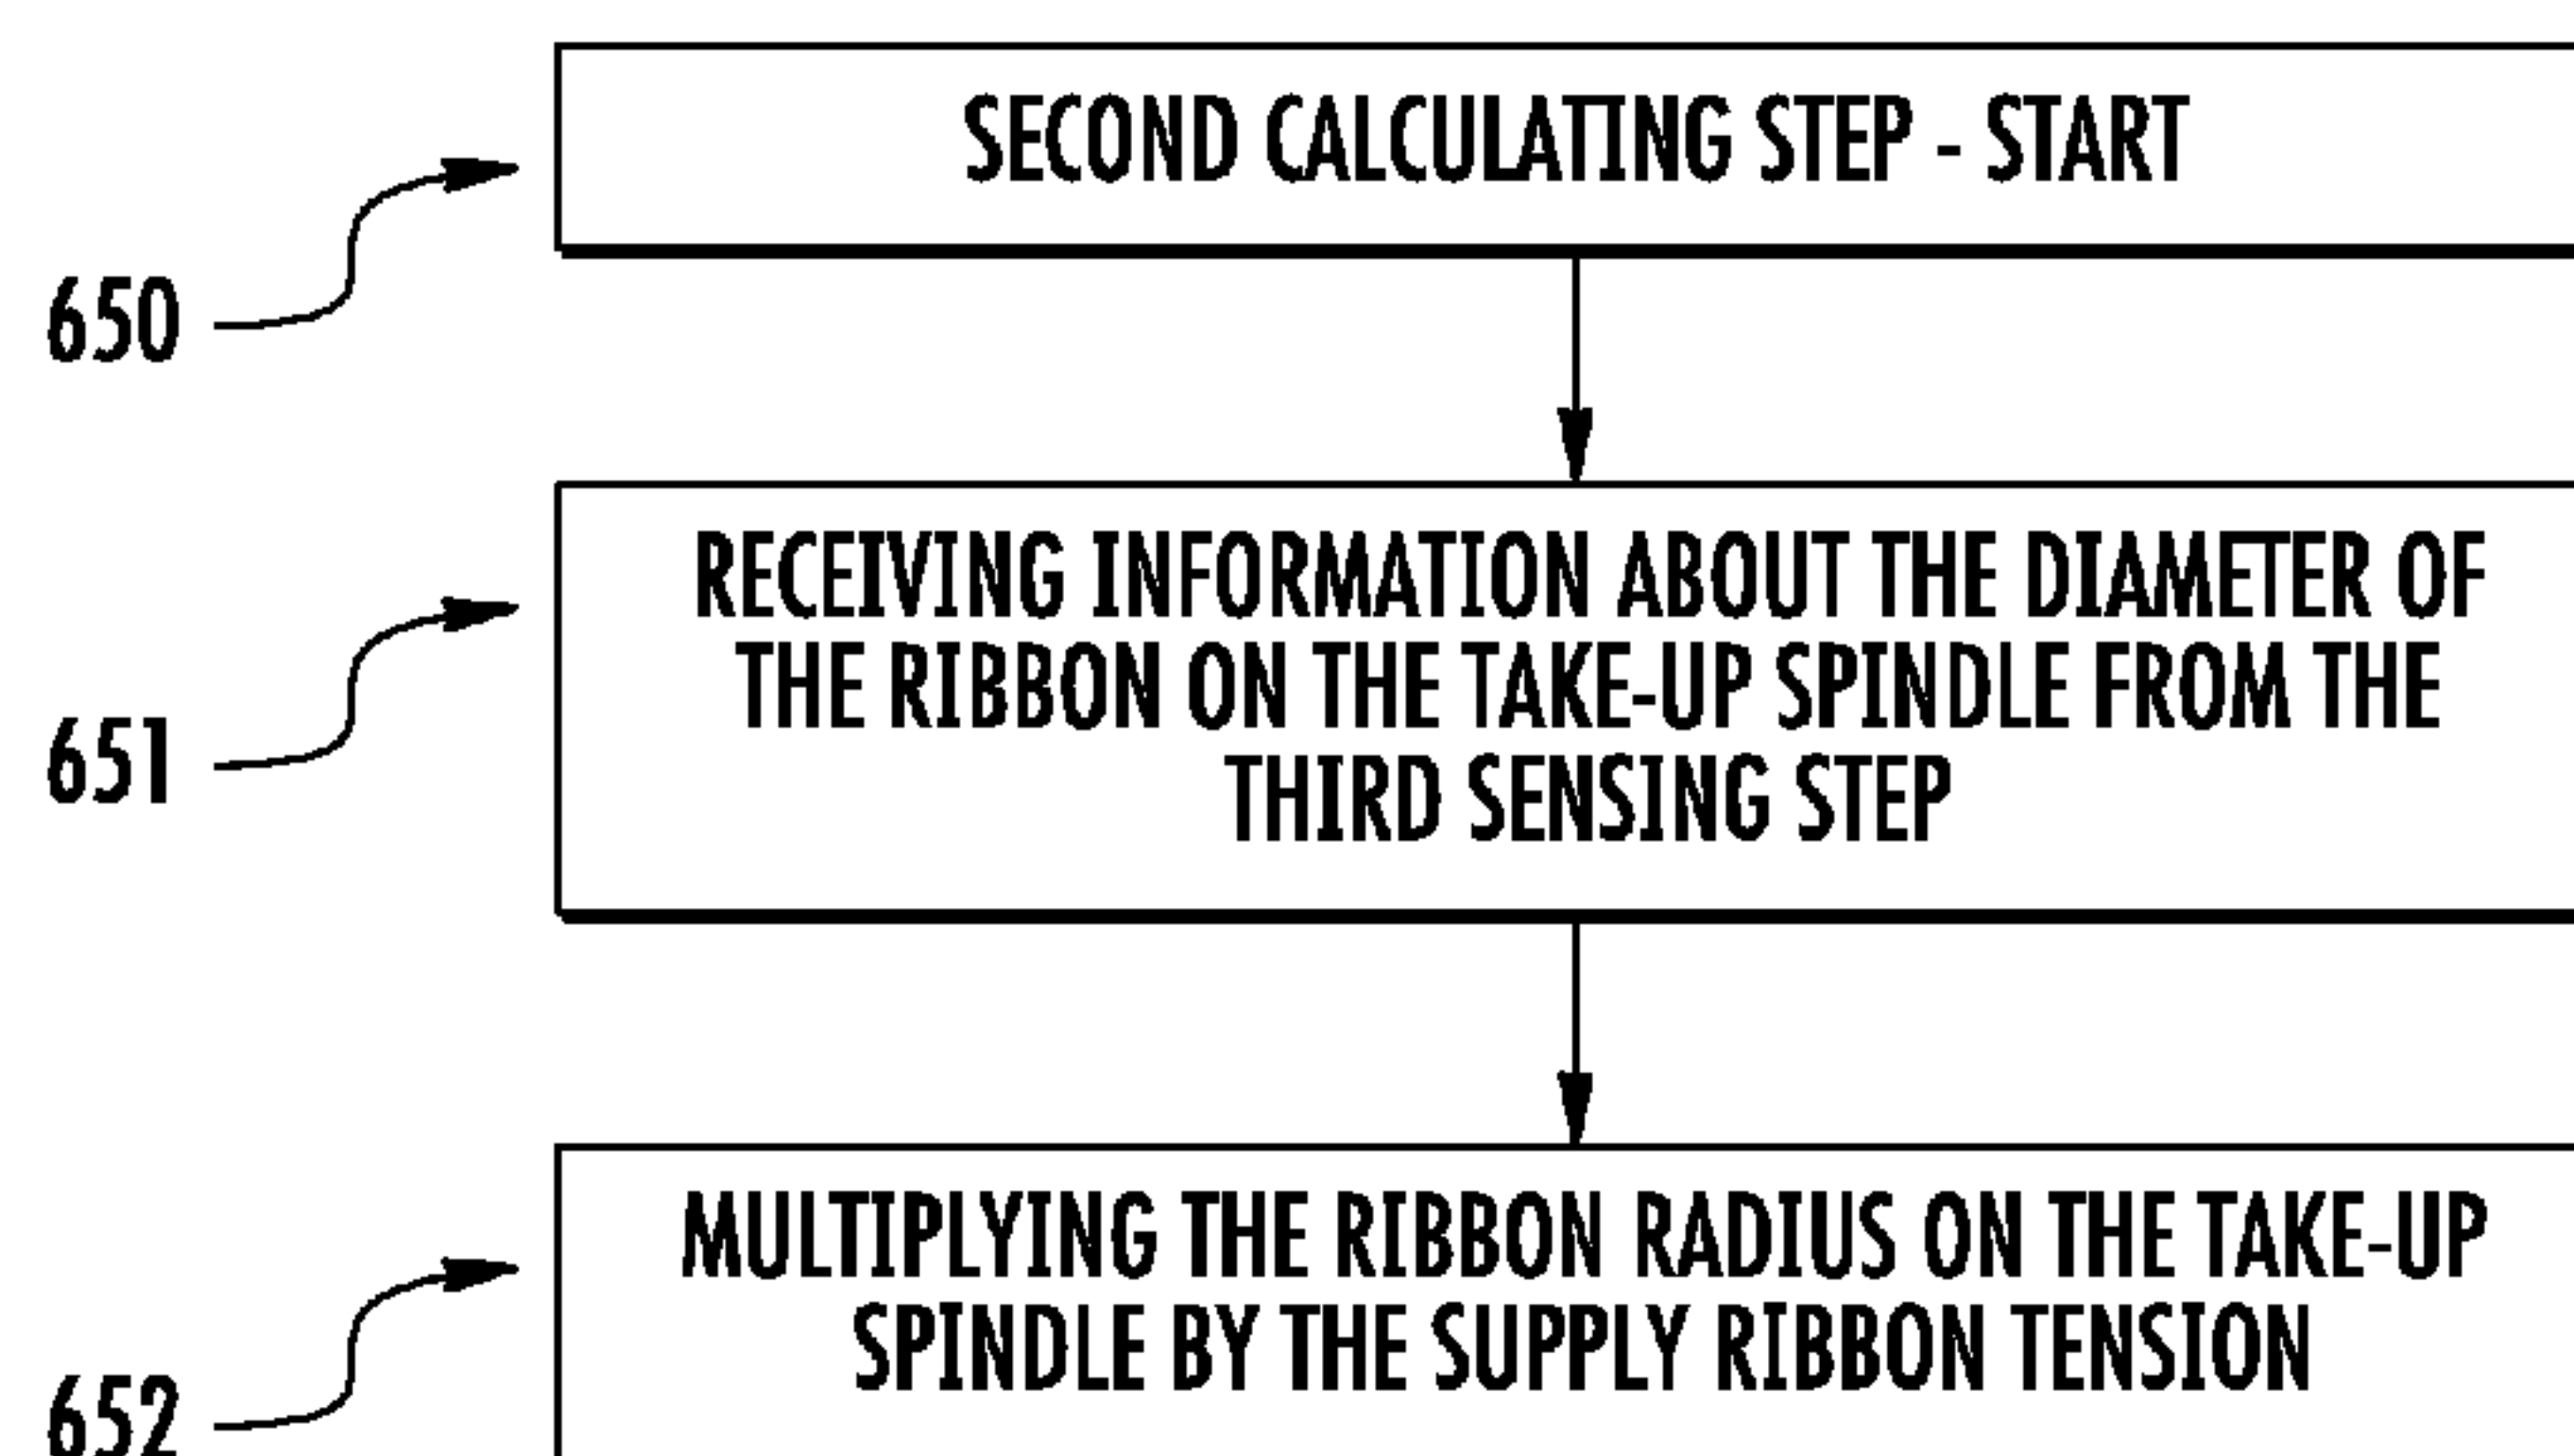 SECOND CALCULATING STEP - START
650
RECEIVING INFORMATION ABOUT THE DIAMETER OF
THE RIBBON ON THE TAKE-UP SPINDLE FROM THE
THIRD SENSING STEP
651
MULTIPLYING THE RIBBON RADIUS ON THE TAKE-UP
SPINDLE BY THE SUPPLY RIBBON TENSION
652